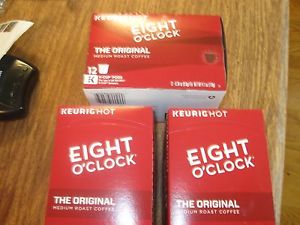 EIGHT
O'CLOCK
THE ORIGINAL
MEDIUM ROAST COFFEE
12
K-CUP PODS
KEURIG HOT
EIGHT
O'CLOCK
THE ORIGINAL
MEDIUM ROAST COFFEE
KEURIG HOT
EIGHT
O'CLOCK
THE ORIGINAL
MEDIUM ROAST COFFEE